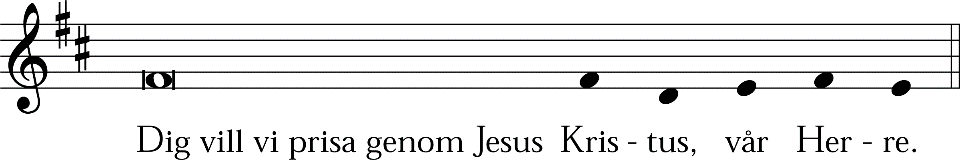 Dig vill vi prisa genom Jesus Kris - tus, vår Her - re.